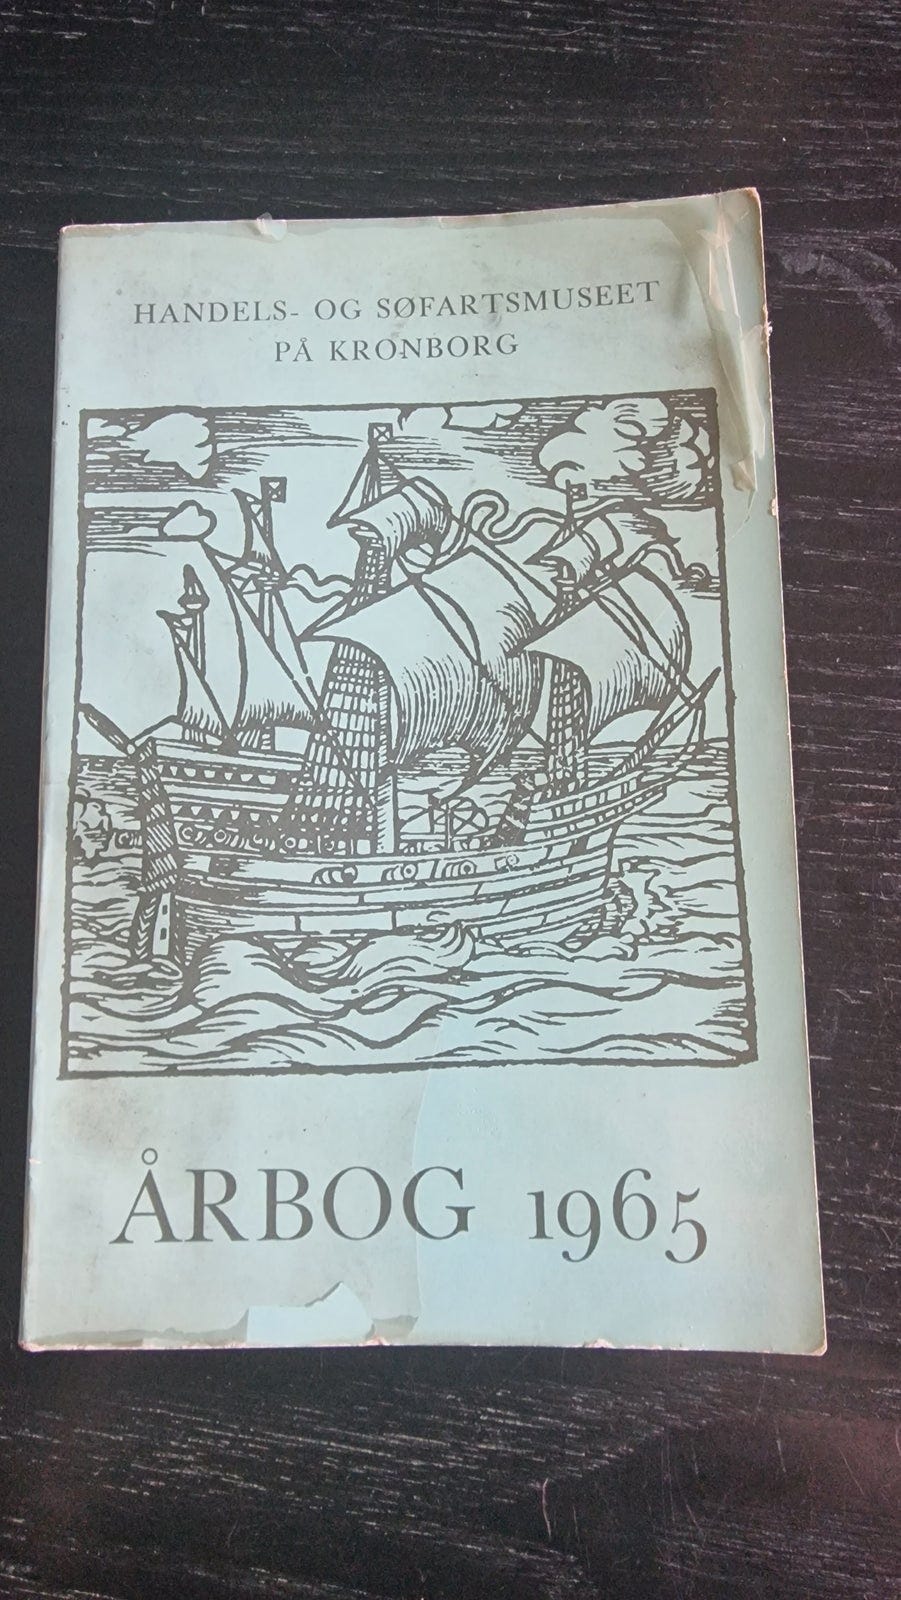 HANDELS- OG SØFARTSMUSEET
PÅ KRONBORG
ÅRBOG 1965